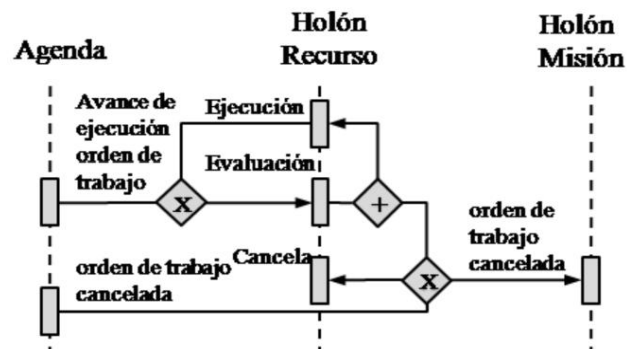 Agenda
Holón
Recurso
Holón
Misión
Avance de
ejecución
orden de
trabajo
Ejecución
Evaluación
X
+
orden de
trabajo
cancelada
orden de trabajo
cancelada
Cancela
X